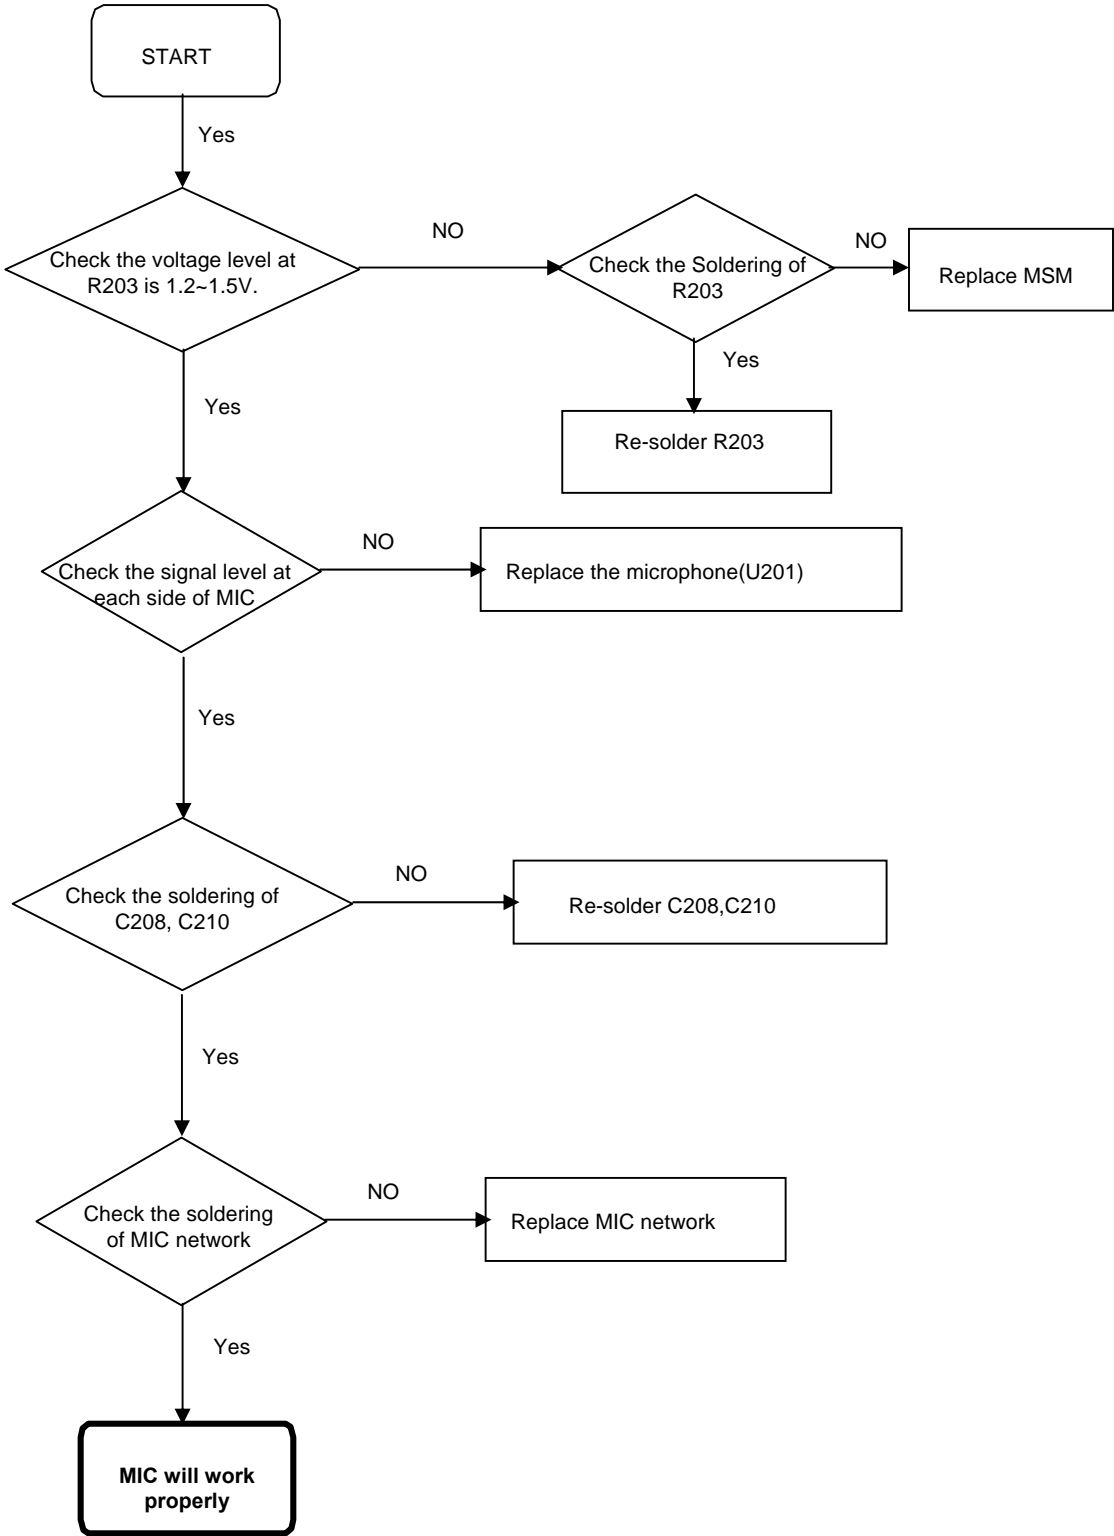 START
Yes
Check the voltage level at
R203 is 1.2~1.5V.
NO
Check the Soldering of
R203
NO
Replace MSM
Yes
Re-solder R203
Yes
Check the signal level at
each side of MIC
NO
Replace the microphone(U201)
Yes
Check the soldering of
C208, C210
NO
Re-solder C208,C210
Yes
Check the soldering
of MIC network
NO
Replace MIC network
Yes
MIC will work
properly